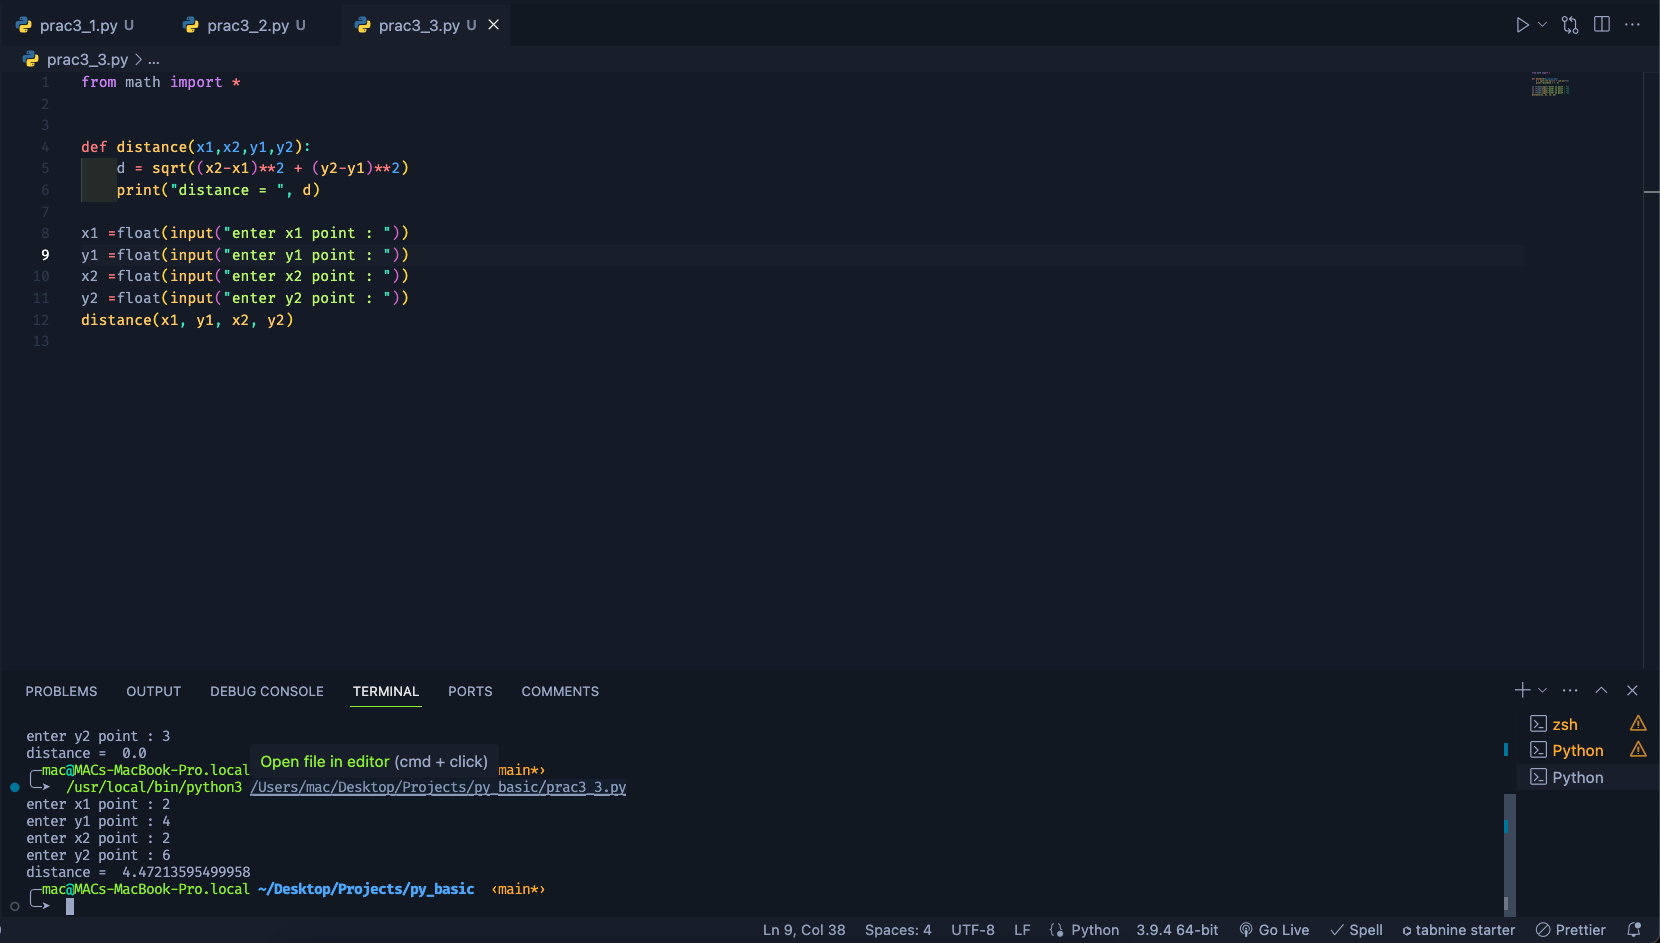 prac3_1.py U prac3_2.py U prac3_3.py U
prac3_3.py > ...
1 from math import *
2
3
4 def distance(x1,x2,y1,y2):
5 d = sqrt((x2-x1)**2 + (y2-y1)**2)
6 print("distance = ", d)
7
8 x1 =float(input("enter x1 point : "))
9 y1 =float(input("enter y1 point : "))
10 x2 =float(input("enter x2 point : "))
11 y2 =float(input("enter y2 point : "))
12 distance(x1, y1, x2, y2)
13
PROBLEMS OUTPUT DEBUG CONSOLE TERMINAL PORTS COMMENTS
enter y2 point : 3
distance =  0.0
mac@MACs-MacBook-Pro.local ‹main*›
Open file in editor (cmd + click)
/usr/local/bin/python3 /Users/mac/Desktop/Projects/py_basic/prac3_3.py
enter x1 point : 2
enter y1 point : 4
enter x2 point : 2
enter y2 point : 6
distance =  4.47213595499958
mac@MACs-MacBook-Pro.local ~/Desktop/Projects/py_basic ‹main*›
zsh
Python
Python
Ln 9, Col 38 Spaces: 4 UTF-8 LF Python 3.9.4 64-bit Go Live Spell tabnine starter Prettier